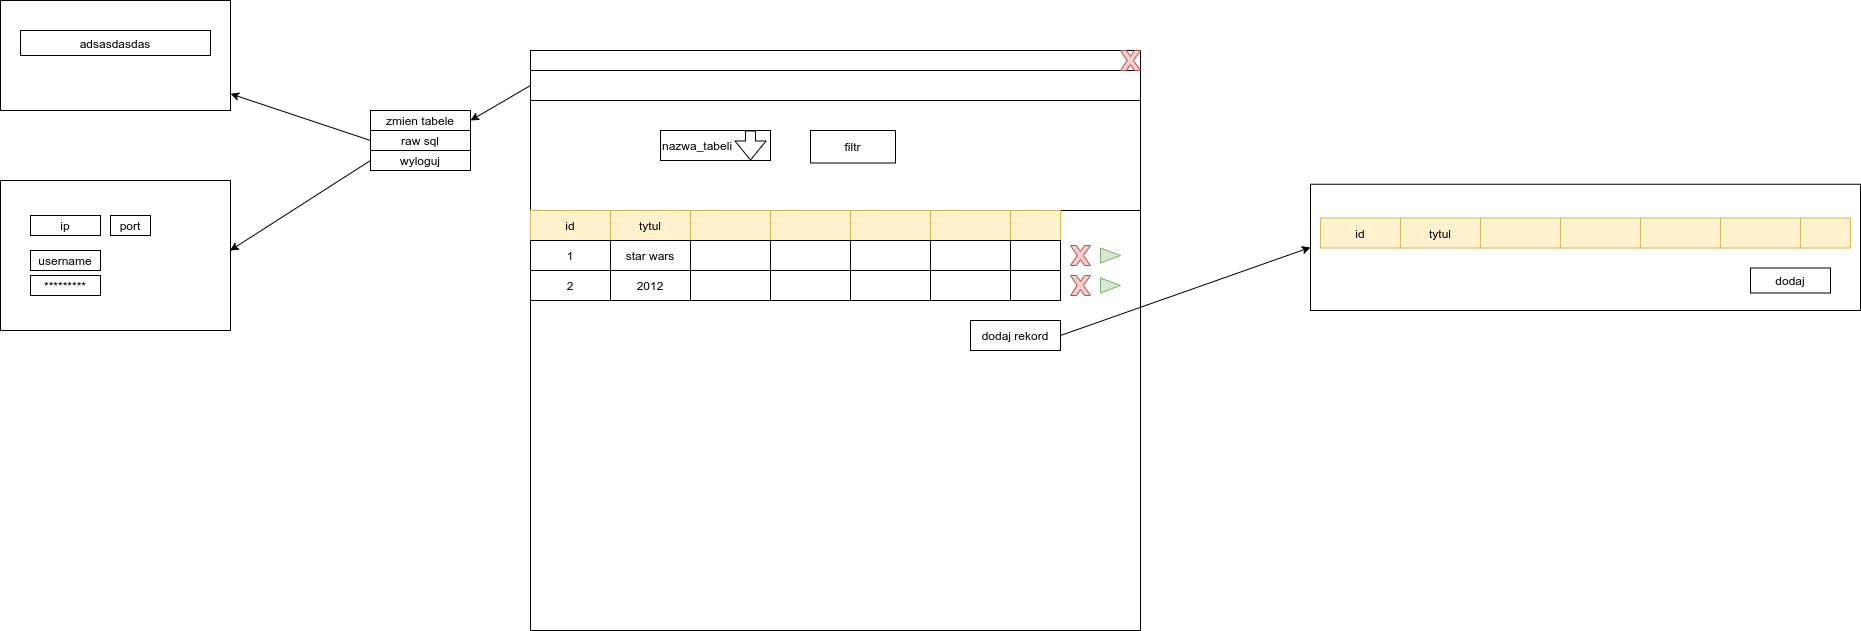 adsasdasdas
zmien tabele
raw sql
wyloguj
ip port
username
*********
nazwa_tabeli filtr
id tytul
1 star wars
2 2012
dodaj rekord
id tytul
dodaj